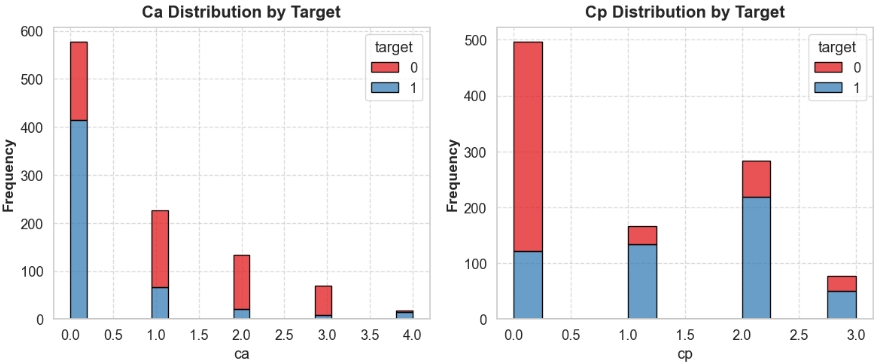 Ca Distribution by Target
600
500
400
300
200
100
0
Frequency
target
0
1
0.0 0.5 1.0 1.5 2.0 2.5 3.0 3.5 4.0
ca
Cp Distribution by Target
500
400
300
200
100
0
Frequency
target
0
1
0.0 0.5 1.0 1.5 2.0 2.5 3.0
cp